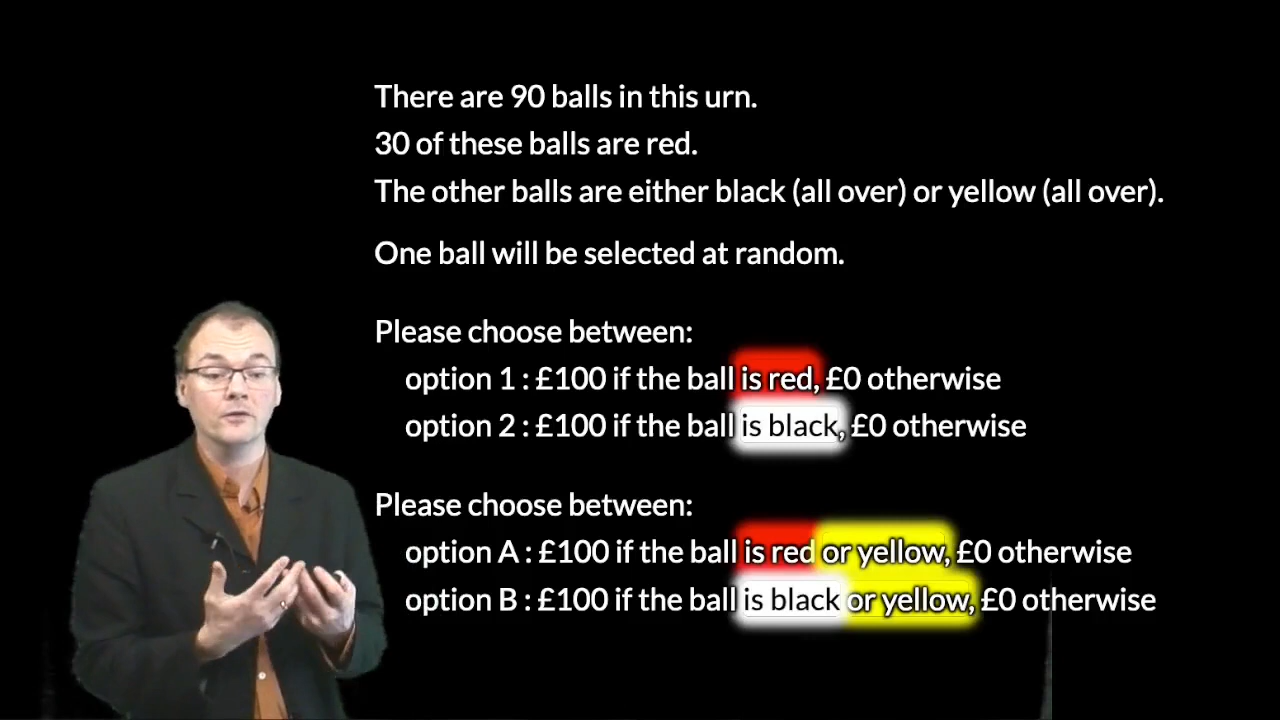 There are 90 balls in this urn.
30 of these balls are red.
The other balls are either black (all over) or yellow (all over).
One ball will be selected at random.
Please choose between:
option 1 : £100 if the ball is red, £0 otherwise
option 2 : £100 if the ball is black, £0 otherwise
Please choose between:
option A : £100 if the ball is red or yellow, £0 otherwise
option B : £100 if the ball is black or yellow, £0 otherwise